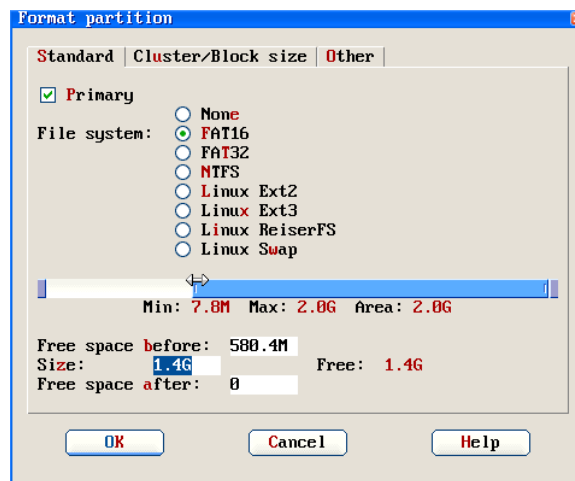 Format partition
Standard Cluster/Block size Other
Primary
None
File system: FAT16
FAT32
NTFS
Linux Ext2
Linux Ext3
Linux ReiserFS
Linux Swap
Min: 7.8M Max: 2.0G Area: 2.0G
Free space before: 580.4M
Size: 1.4G Free: 1.4G
Free space after: 0
OK Cancel Help